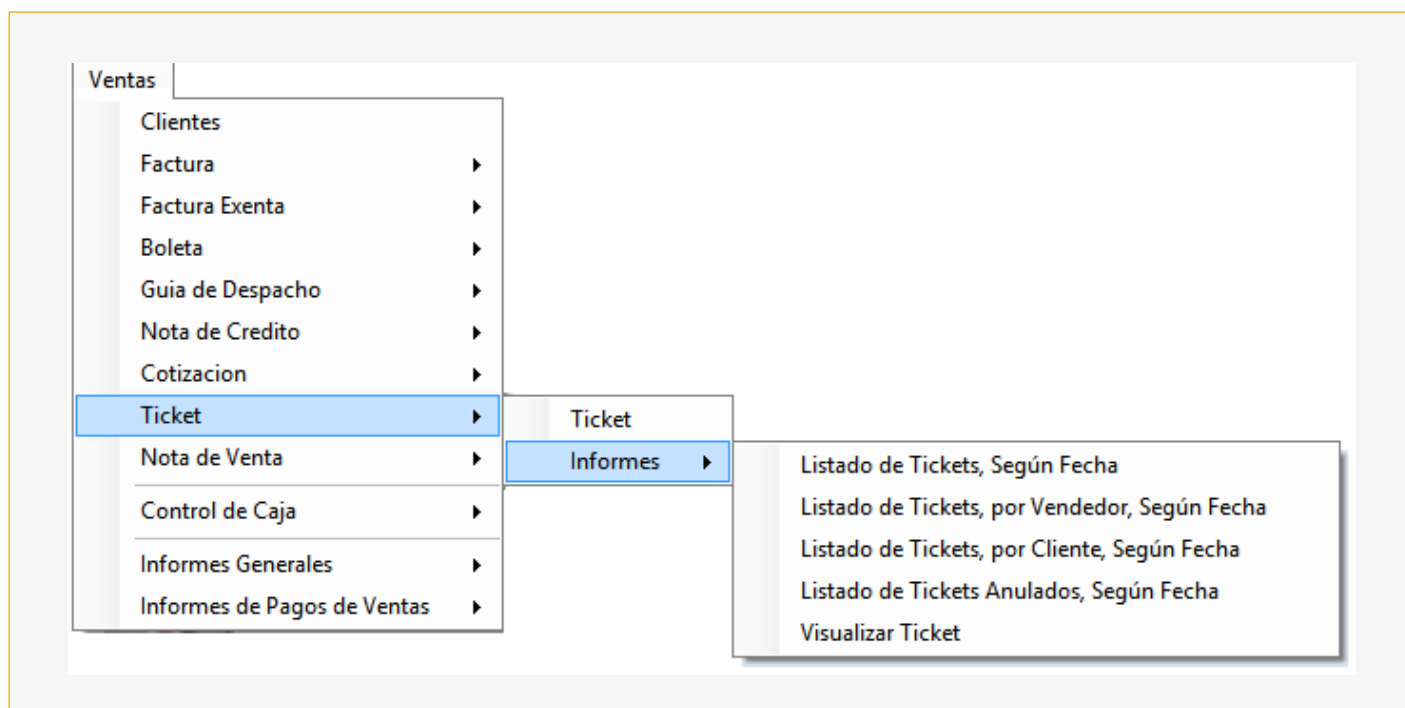 Ventas
Clientes
Factura
Factura Exenta
Boleta
Guia de Despacho
Nota de Credito
Cotizacion
Ticket
Nota de Venta
Control de Caja
Informes Generales
Informes de Pagos de Ventas
Ticket
Informes
Listado de Tickets, Según Fecha
Listado de Tickets, por Vendedor, Según Fecha
Listado de Tickets, por Cliente, Según Fecha
Listado de Tickets Anulados, Según Fecha
Visualizar Ticket